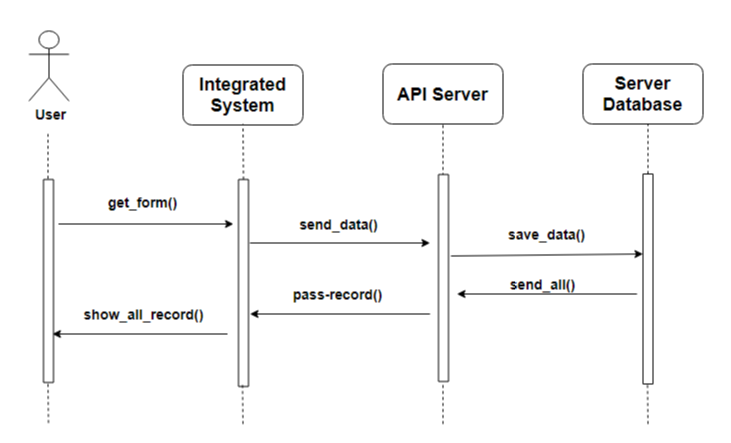 Integrated
System
API Server
Server
Database
User
get_form()
send_data()
save_data()
send_all()
pass-record()
show_all_record()